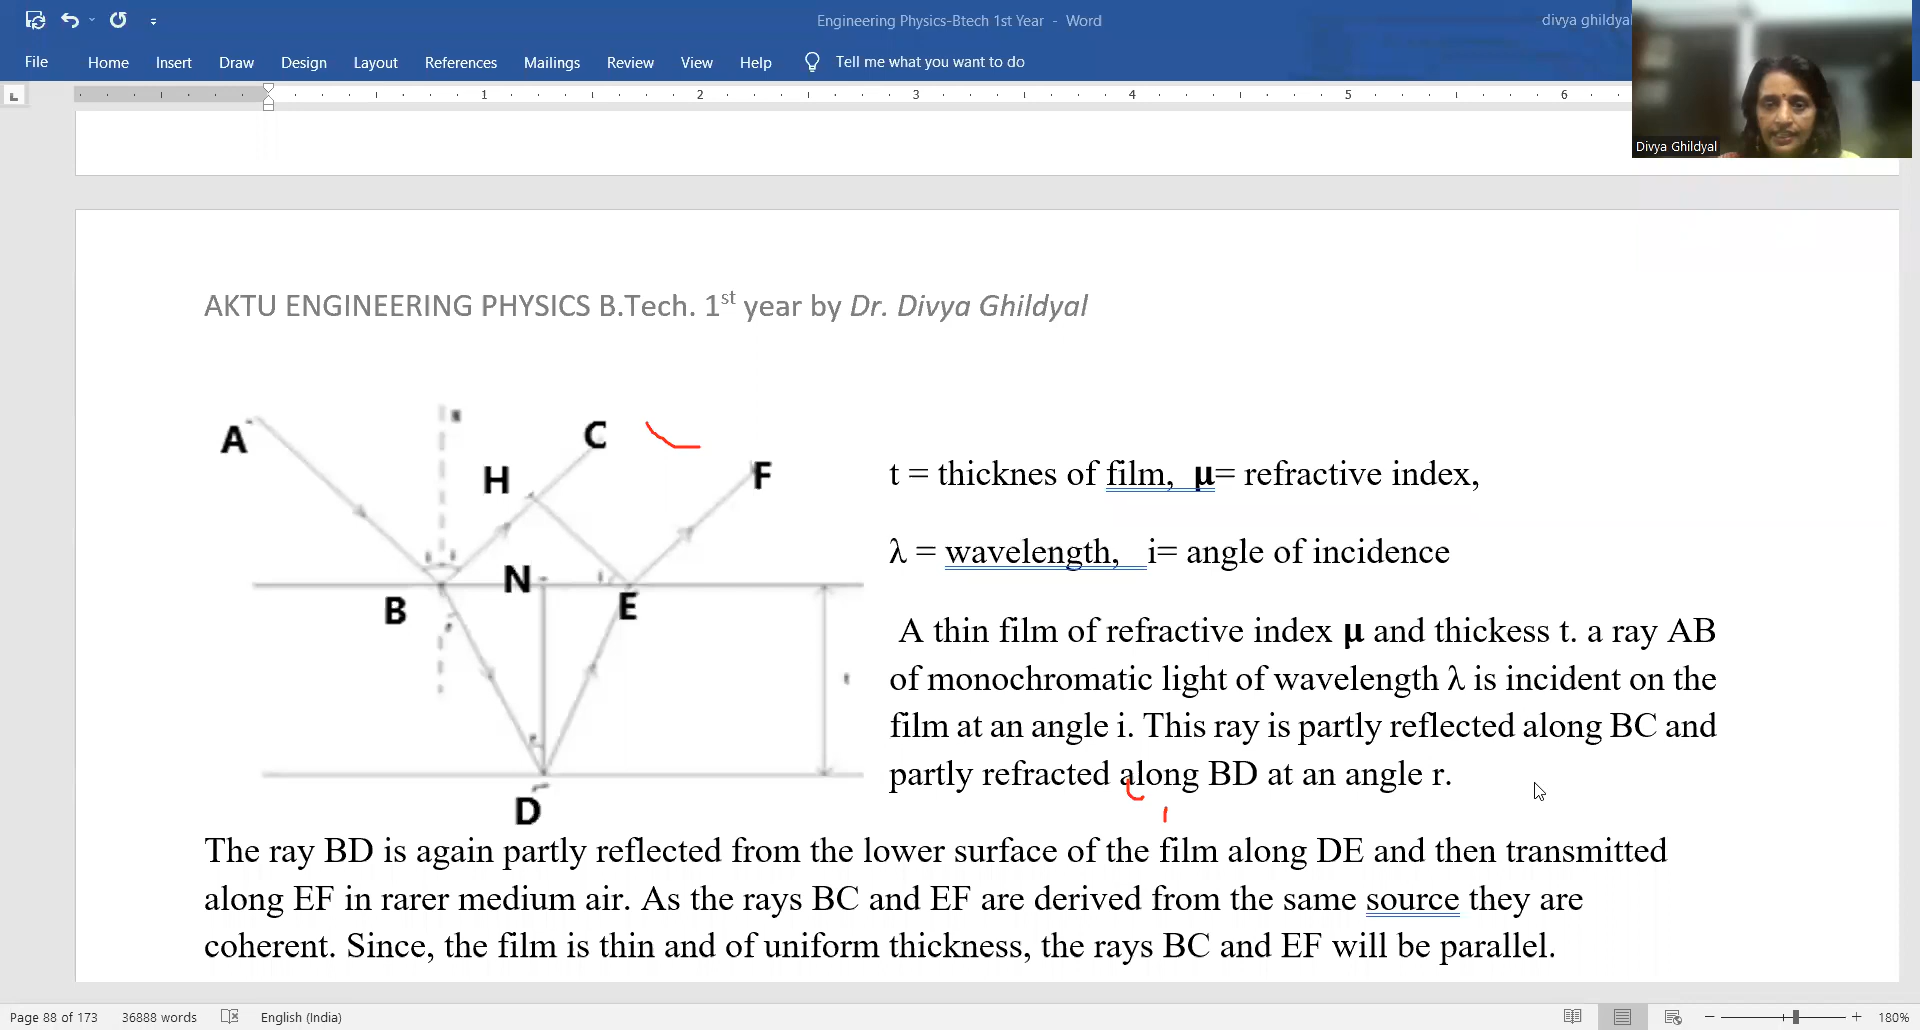 Engineering Physics-Btech 1st Year - Word
divya ghildyal
File Home Insert Draw Design Layout References Mailings Review View Help Tell me what you want to do
1 2 3 4 5 6
Divya Ghildyal
AKTU ENGINEERING PHYSICS B.Tech. 1st year by Dr. Divya Ghildyal
A
C
H
F
N
B
E
D
t = thicknes of film, μ= refractive index,
λ = wavelength, i= angle of incidence
A thin film of refractive index μ and thickess t. a ray AB
of monochromatic light of wavelength λ is incident on the
film at an angle i. This ray is partly reflected along BC and
partly refracted along BD at an angle r.
The ray BD is again partly reflected from the lower surface of the film along DE and then transmitted
along EF in rarer medium air. As the rays BC and EF are derived from the same source they are
coherent. Since, the film is thin and of uniform thickness, the rays BC and EF will be parallel.
Page 88 of 173 36888 words English (India) 180%